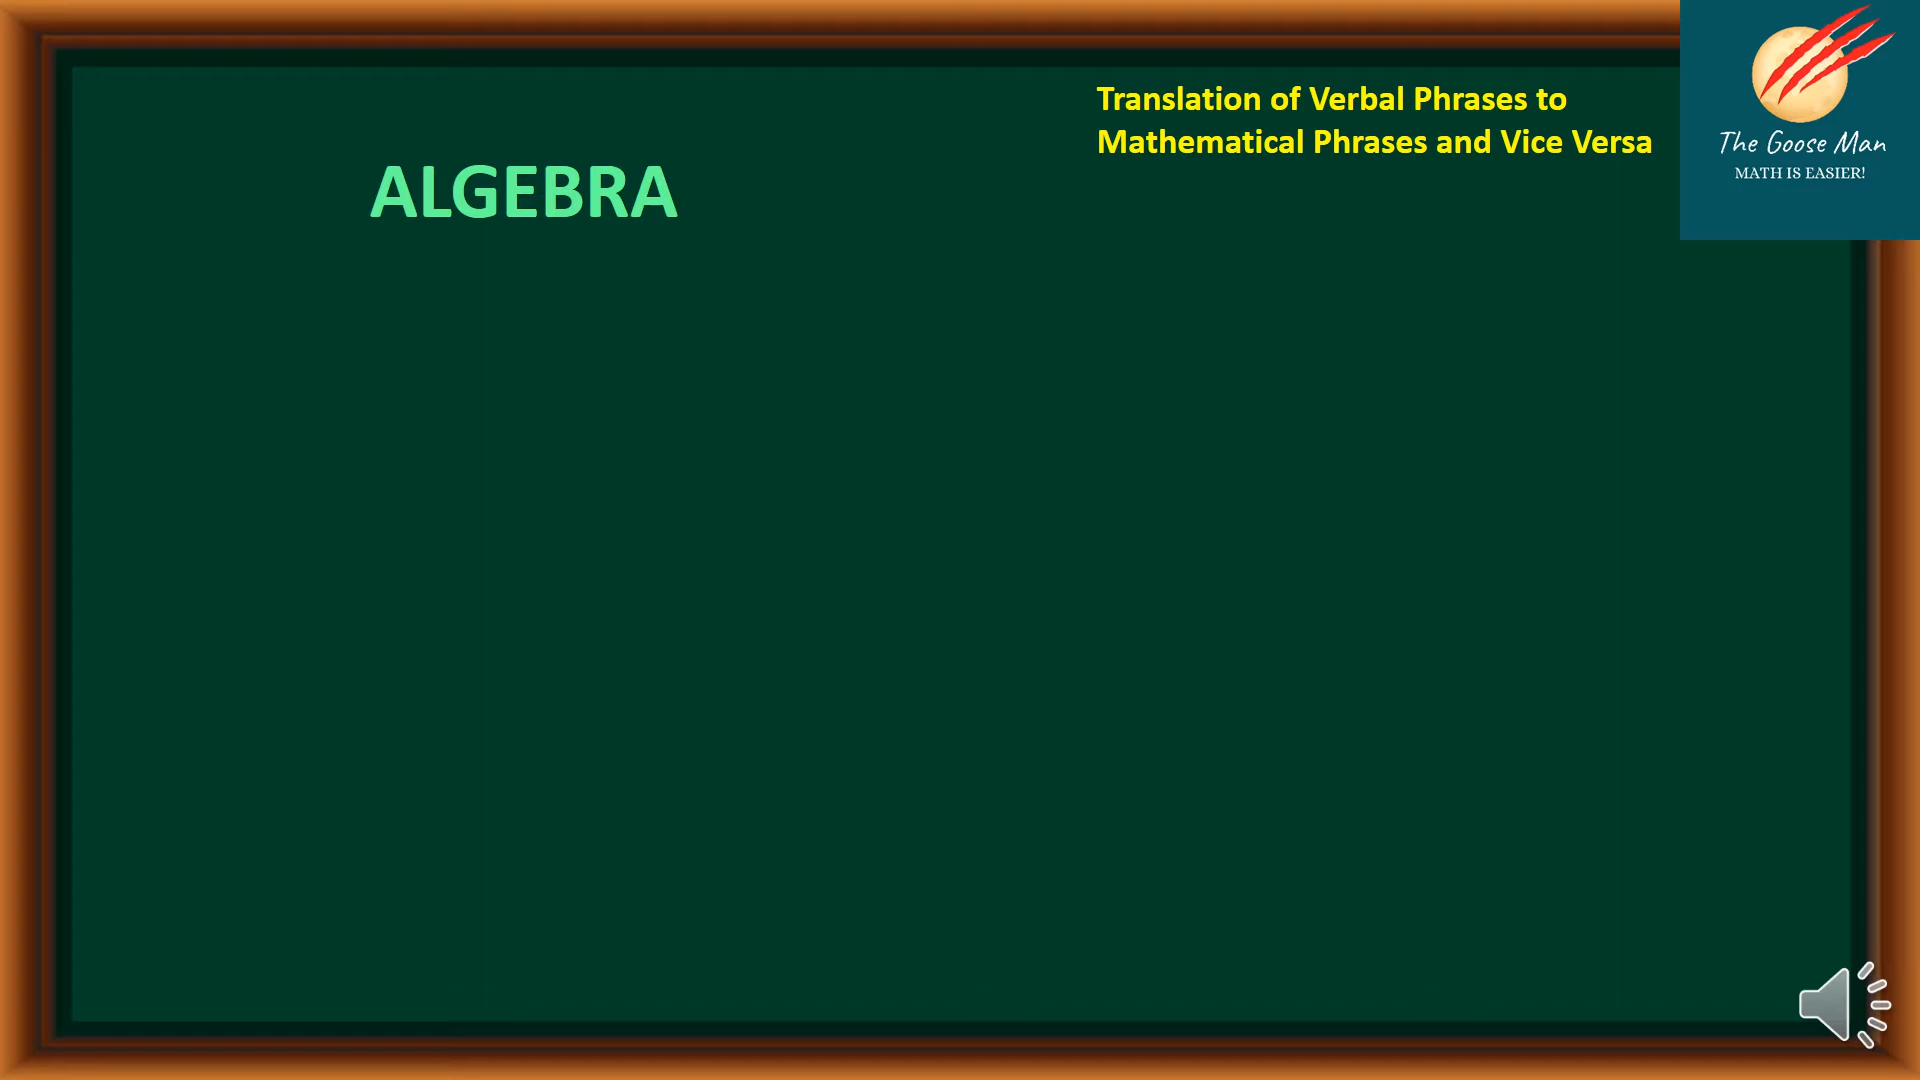 Translation of Verbal Phrases to
Mathematical Phrases and Vice Versa
The Goose Man
MATH IS EASIER!
ALGEBRA